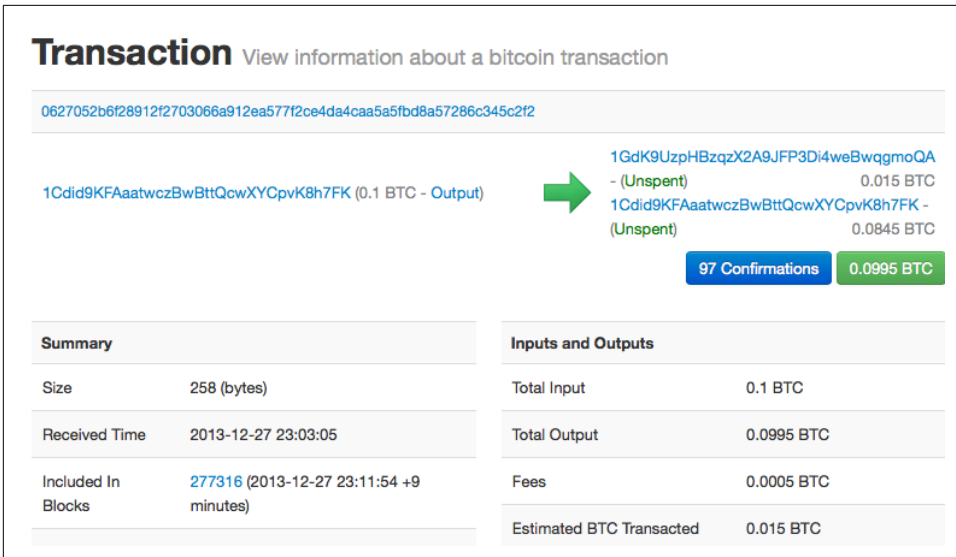 Transaction View information about a bitcoin transaction
0627052b6f28912f2703066a912ea577f2ce4da4caa5a5fbd8a57286c345c2f2
1Cdid9KFAaatwczBwBttQcwXYCpvK8h7FK (0.1 BTC - Output)
1GdK9UzpHBzqzX2A9JFP3Di4weBwqgmoQA
- (Unspent) 0.015 BTC
1Cdid9KFAaatwczBwBttQcwXYCpvK8h7FK -
(Unspent) 0.0845 BTC
97 Confirmations 0.0995 BTC
Summary
Size 258 (bytes)
Received Time 2013-12-27 23:03:05
Included In 277316 (2013-12-27 23:11:54 +9
Blocks minutes)
Inputs and Outputs
Total Input 0.1 BTC
Total Output 0.0995 BTC
Fees 0.0005 BTC
Estimated BTC Transacted 0.015 BTC